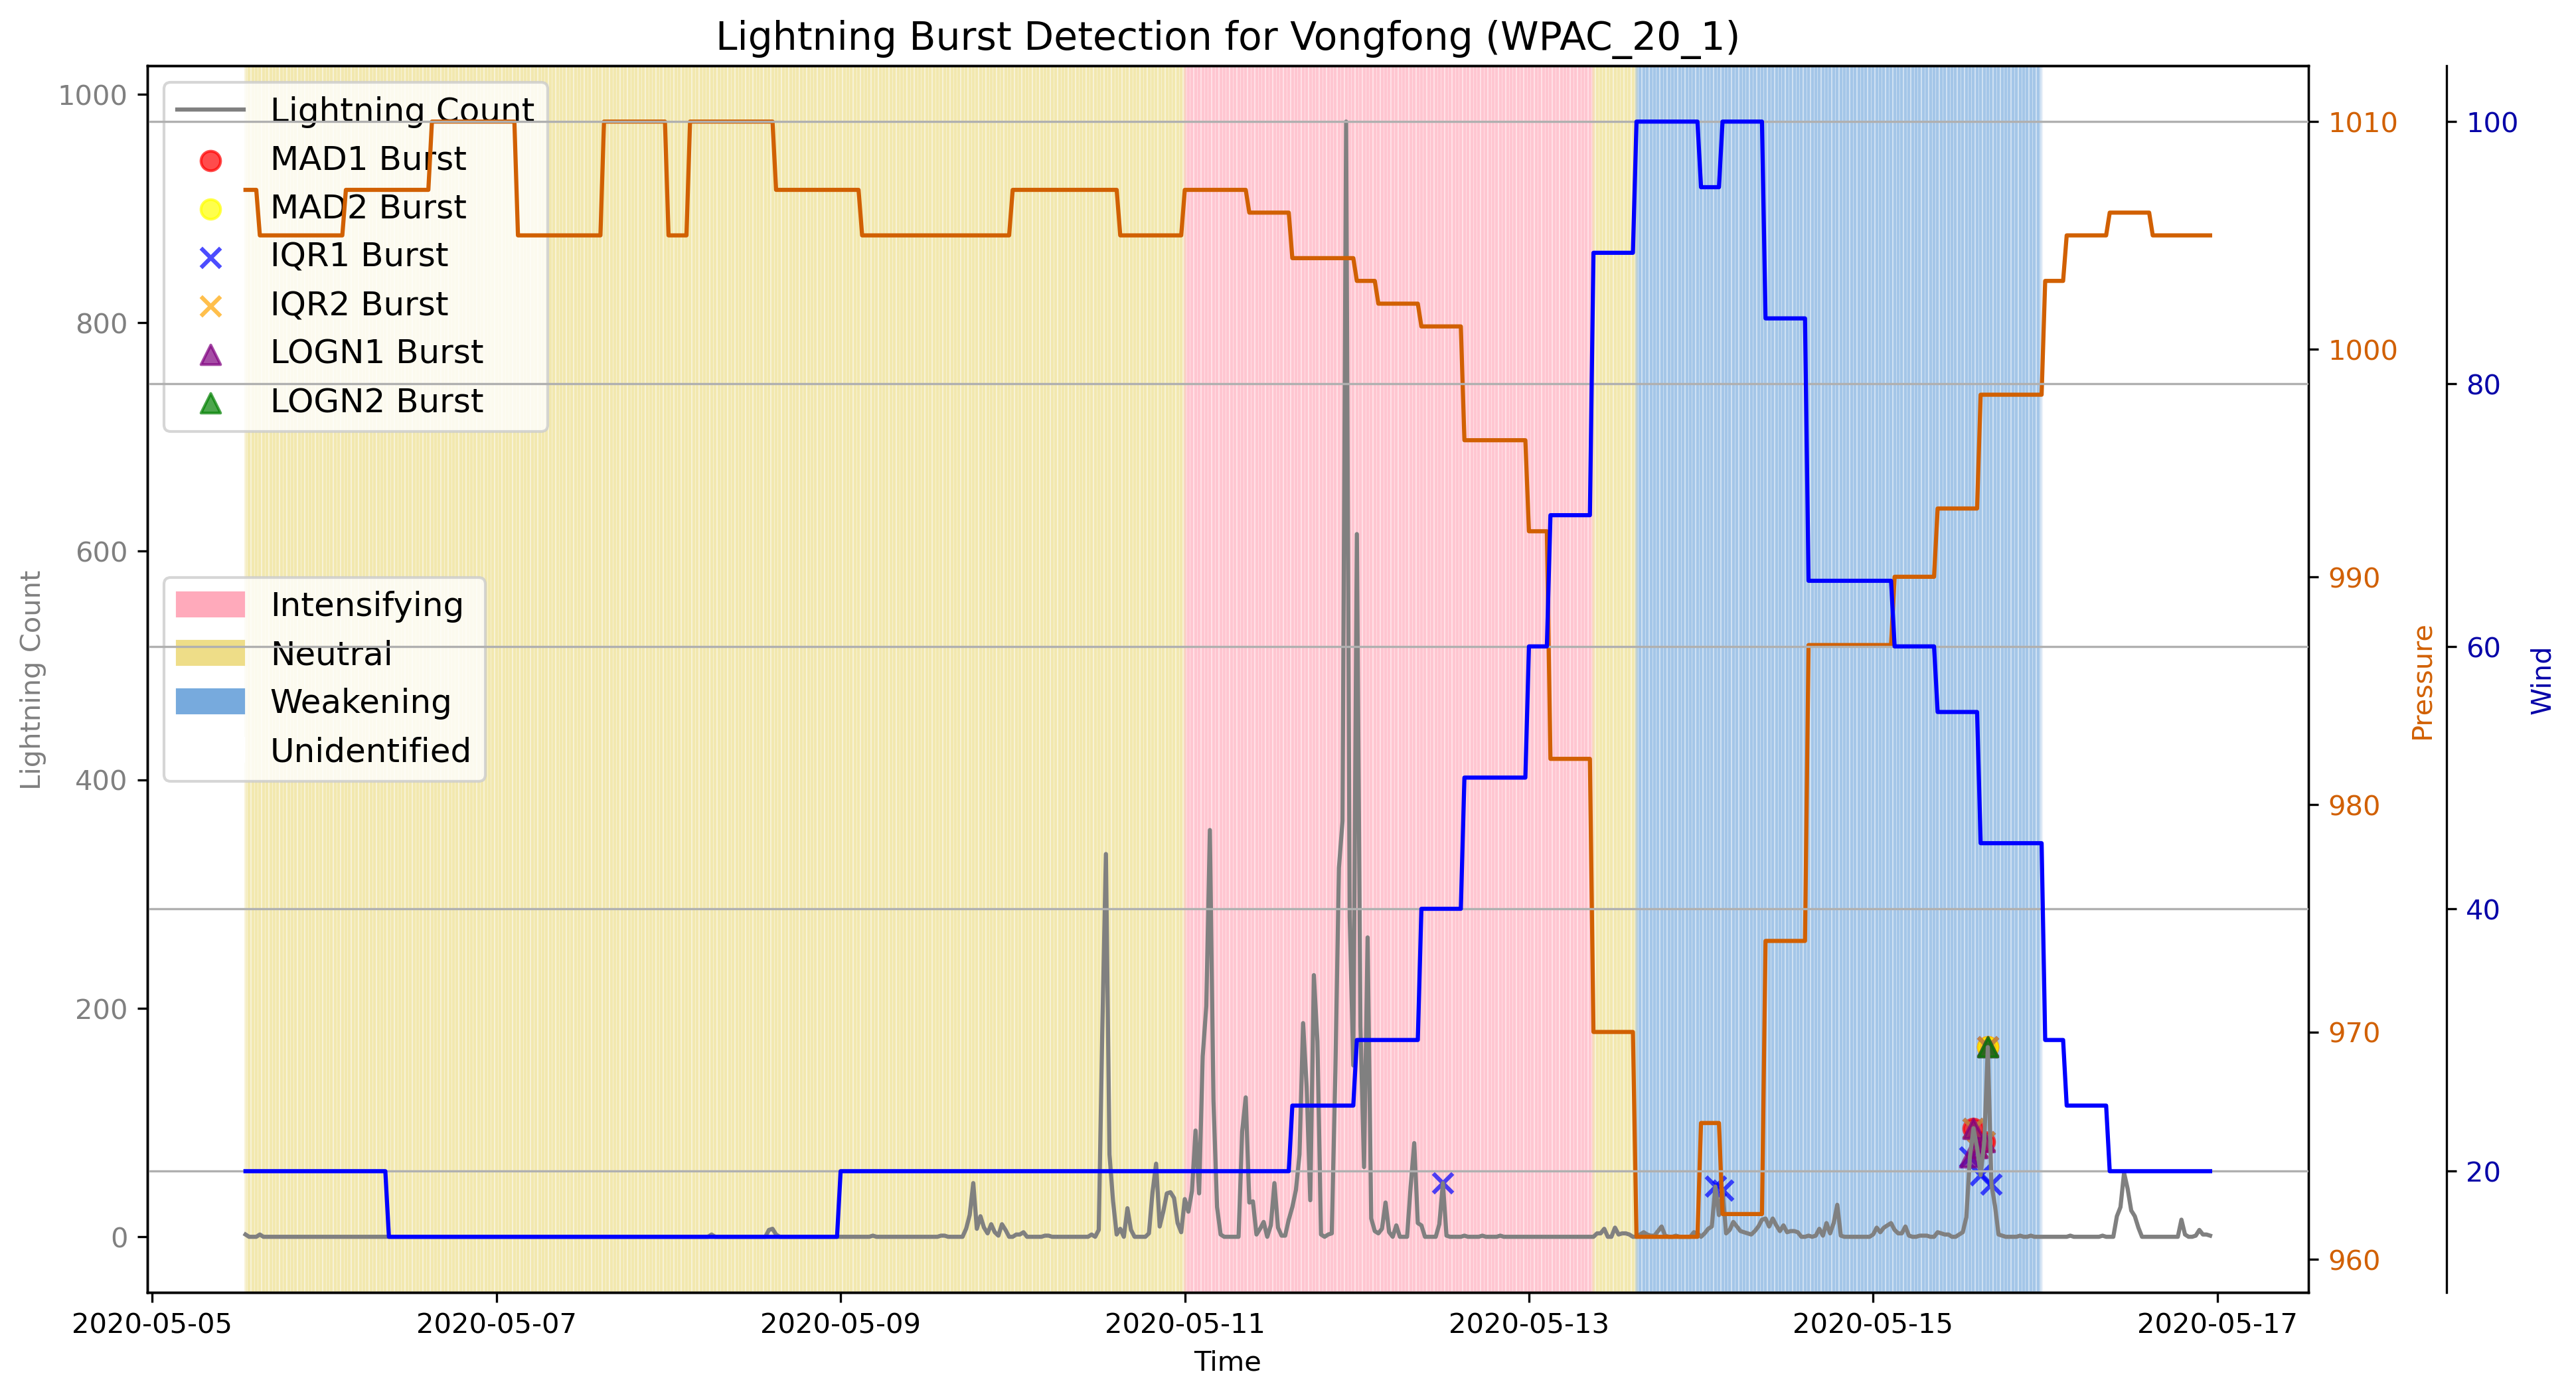 Lightning Burst Detection for Vongfong (WPAC_20_1)
Lightning Count
MAD1 Burst
MAD2 Burst
IQR1 Burst
IQR2 Burst
LOGN1 Burst
LOGN2 Burst
Intensifying
Neutral
Weakening
Unidentified
1000
800
600
400
200
0
Lightning Count
1010
1000
990
980
970
960
Pressure
100
80
60
40
20
Wind
2020-05-05
2020-05-07
2020-05-09
2020-05-11
2020-05-13
2020-05-15
2020-05-17
Time